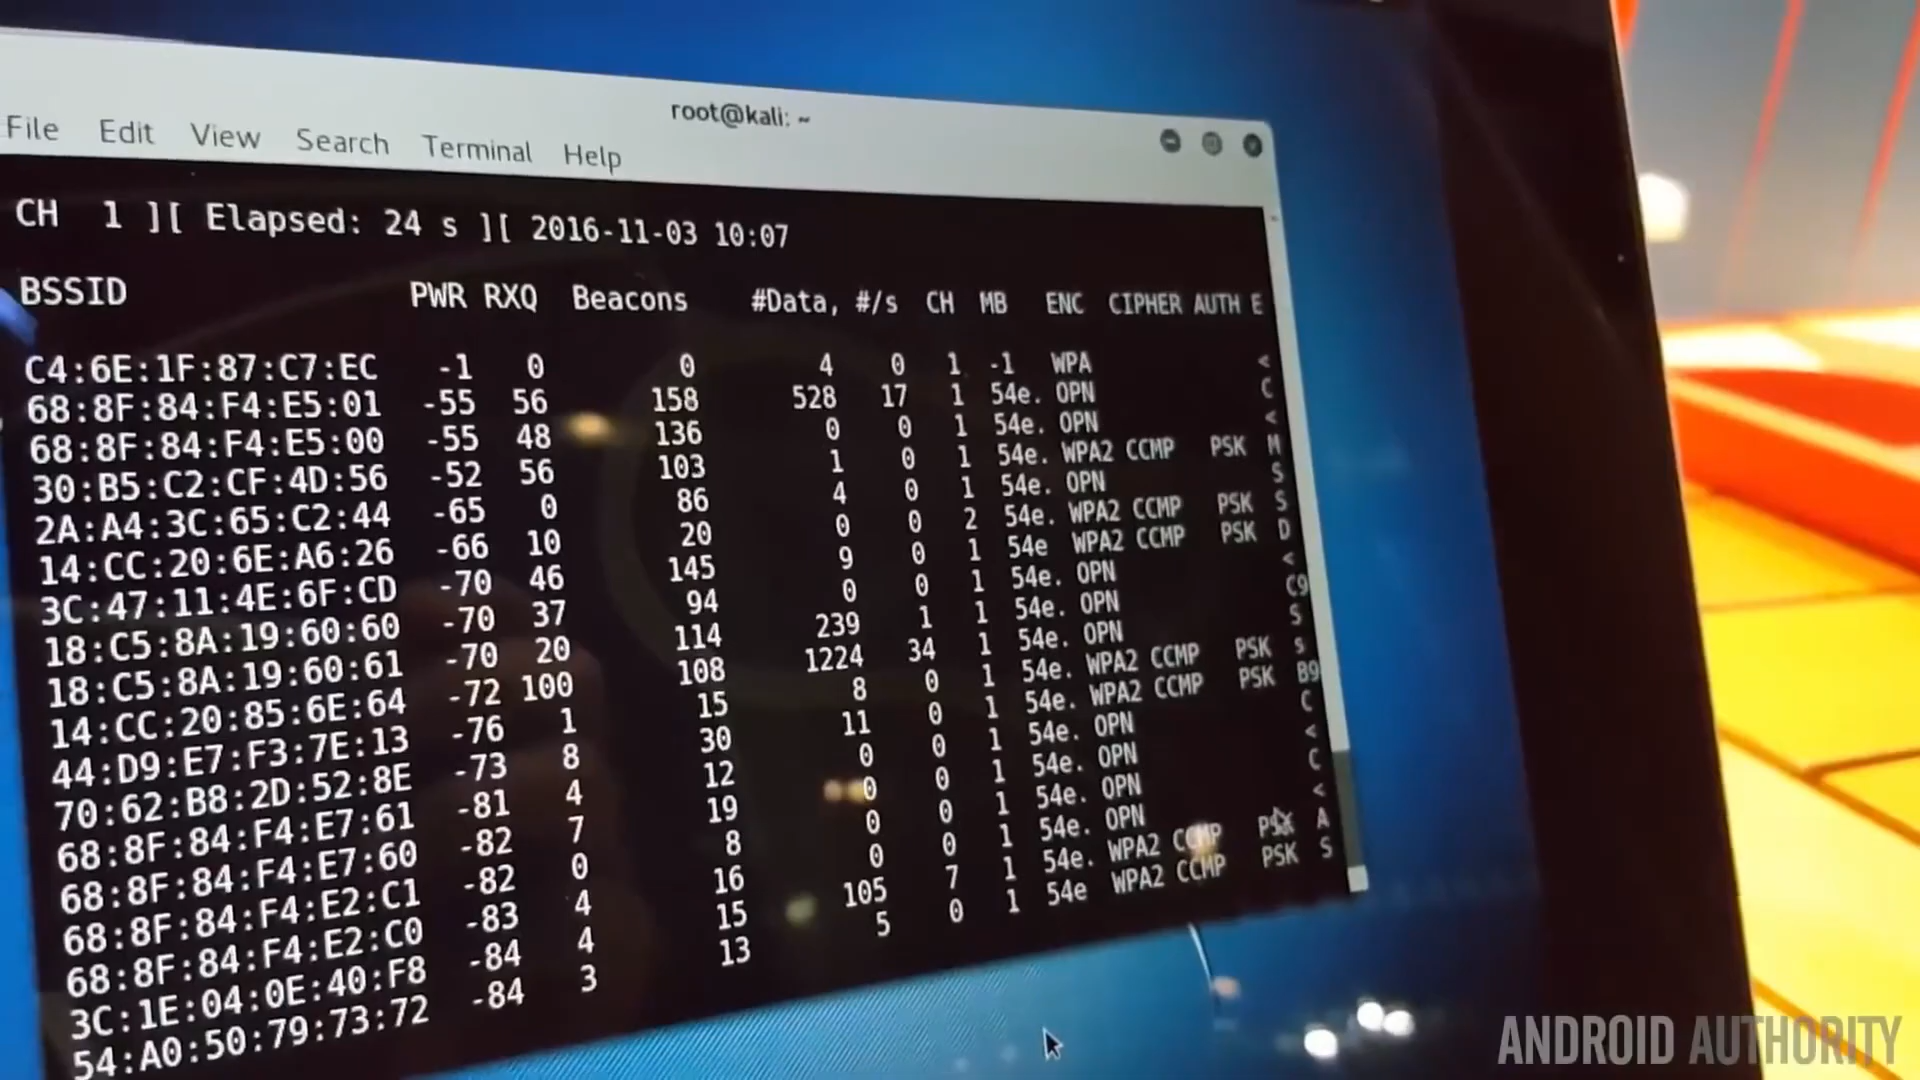 root@kali: ~
File Edit View Search Terminal Help
CH 1 ][ Elapsed: 24 s ][ 2016-11-03 10:07
BSSID PWR RXQ Beacons #Data, #/s CH MB ENC CIPHER AUTH E
C4:6E:1F:87:C7:EC -1 0 0 4 0 1 -1 WPA <
68:8F:84:F4:E5:01 -55 56 158 528 17 1 54e. OPN C
68:8F:84:F4:E5:00 -55 48 136 0 0 1 54e. OPN <
30:B5:C2:CF:4D:56 -52 56 103 1 0 1 54e. WPA2 CCMP PSK M
2A:A4:3C:65:C2:44 -65 0 86 4 0 1 54e. OPN S
14:CC:20:6E:A6:26 -66 10 20 0 0 2 54e. WPA2 CCMP PSK S
3C:47:11:4E:6F:CD -70 46 145 9 0 1 54e WPA2 CCMP PSK D
18:C5:8A:19:60:60 -70 37 94 0 0 1 54e. OPN <
18:C5:8A:19:60:61 -70 20 114 239 1 1 54e. OPN C9
14:CC:20:85:6E:64 -72 100 108 1224 34 1 54e. OPN S
44:D9:E7:F3:7E:13 -76 1 15 8 0 1 54e. WPA2 CCMP PSK s
70:62:B8:2D:52:8E -73 8 30 11 0 1 54e. WPA2 CCMP PSK B9
68:8F:84:F4:E7:61 -81 4 12 0 0 1 54e. OPN C
68:8F:84:F4:E7:60 -82 7 19 0 0 1 54e. OPN <
68:8F:84:F4:E2:C1 -82 0 8 0 0 1 54e. OPN C
68:8F:84:F4:E2:C0 -83 4 16 0 0 1 54e. OPN <
3C:1E:04:0E:40:F8 -84 4 15 105 7 1 54e. WPA2 CCMP PSK A
54:A0:50:79:73:72 -84 3 13 5 0 1 54e WPA2 CCMP PSK S
ANDROID AUTHORITY